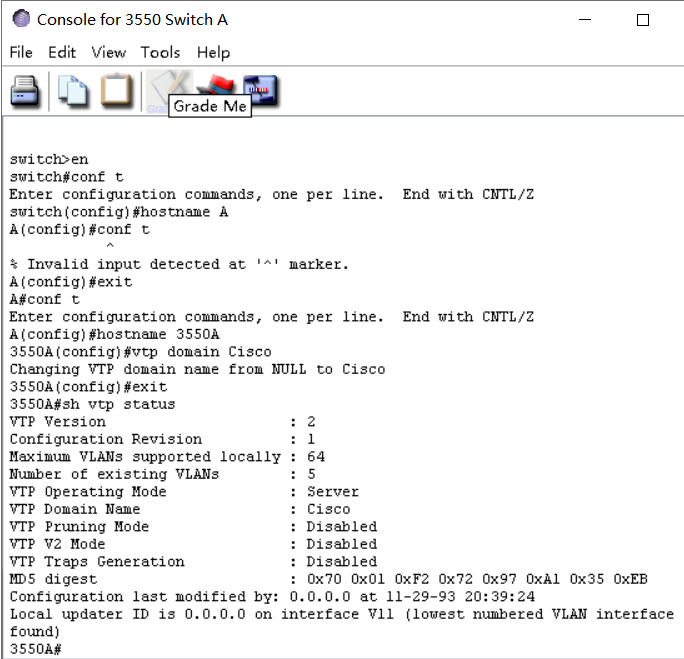 Console for 3550 Switch A
File Edit View Tools Help
Grade Me
switch>en
switch#conf t
Enter configuration commands, one per line.  End with CNTL/Z
switch(config)#hostname A
A(config)#conf t
^
% Invalid input detected at '^' marker.
A(config)#exit
A#conf t
Enter configuration commands, one per line.  End with CNTL/Z
A(config)#hostname 3550A
3550A(config)#vtp domain Cisco
Changing VTP domain name from NULL to Cisco
3550A(config)#exit
3550A#sh vtp status
VTP Version                     : 2
Configuration Revision          : 1
Maximum VLANs supported locally : 64
Number of existing VLANs        : 5
VTP Operating Mode              : Server
VTP Domain Name                 : Cisco
VTP Pruning Mode                : Disabled
VTP V2 Mode                     : Disabled
VTP Traps Generation            : Disabled
MD5 digest                      : 0x70 0x01 0xF2 0x72 0x97 0xA1 0x35 0xEB
Configuration last modified by: 0.0.0.0 at 11-29-93 20:39:24
Local updater ID is 0.0.0.0 on interface Vl1 (lowest numbered VLAN interface
found)
3550A#